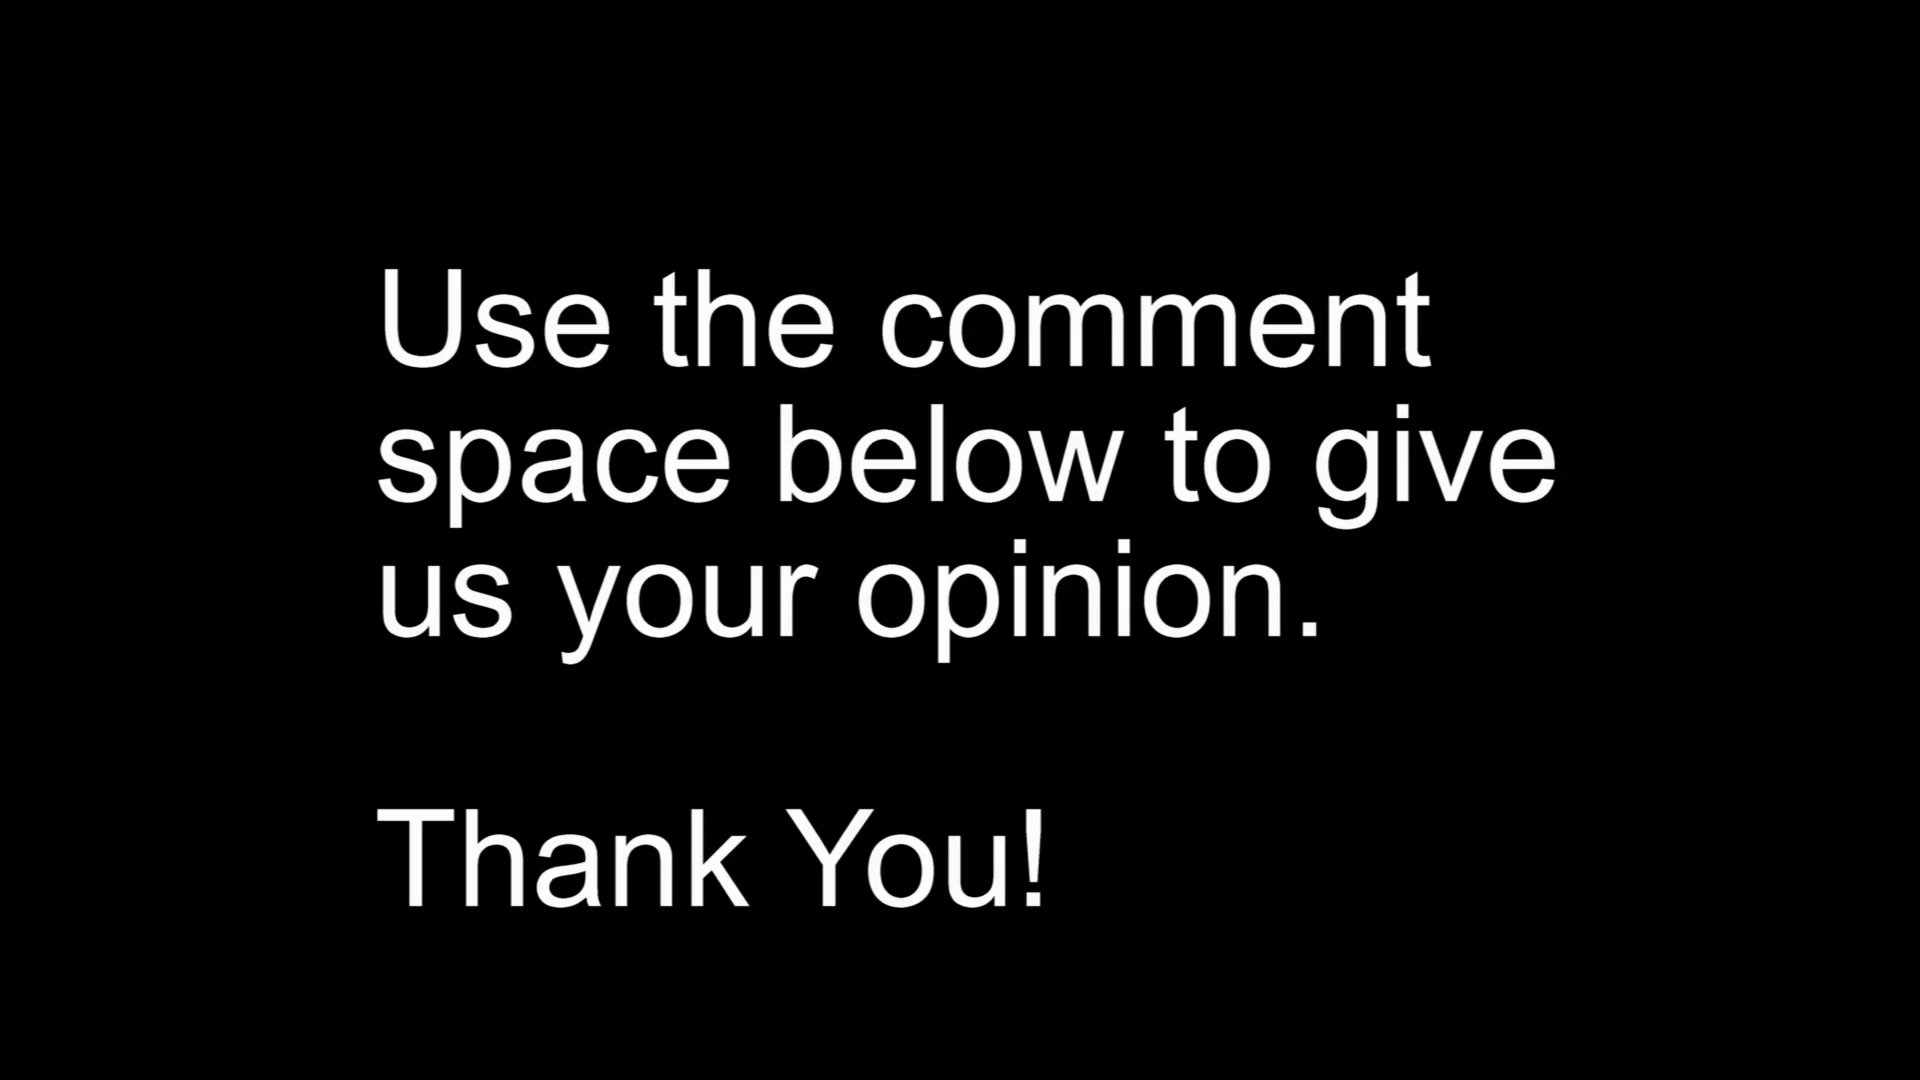 Use the comment
space below to give
us your opinion.
Thank You!